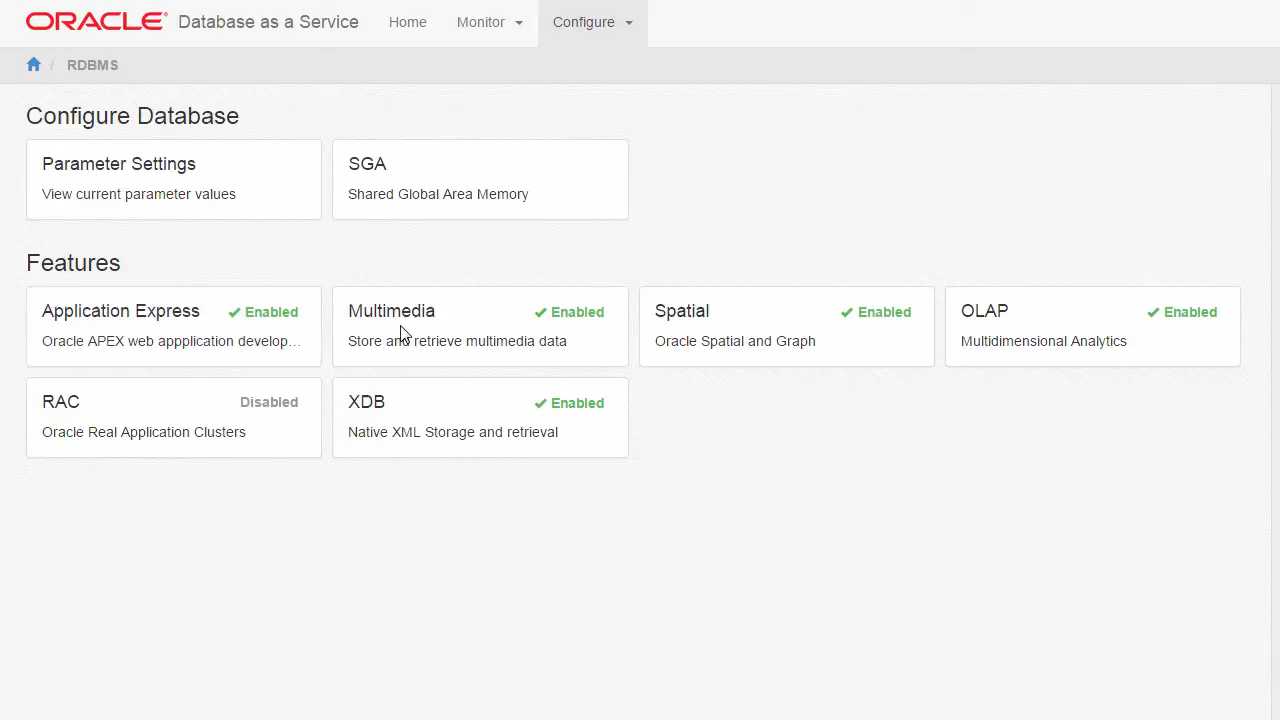 ORACLE® Database as a Service Home Monitor Configure
/ RDBMS
Configure Database
Parameter Settings
View current parameter values
SGA
Shared Global Area Memory
Features
Application Express Enabled
Oracle APEX web appplication develop...
Multimedia Enabled
Store and retrieve multimedia data
Spatial Enabled
Oracle Spatial and Graph
OLAP Enabled
Multidimensional Analytics
RAC Disabled
Oracle Real Application Clusters
XDB Enabled
Native XML Storage and retrieval